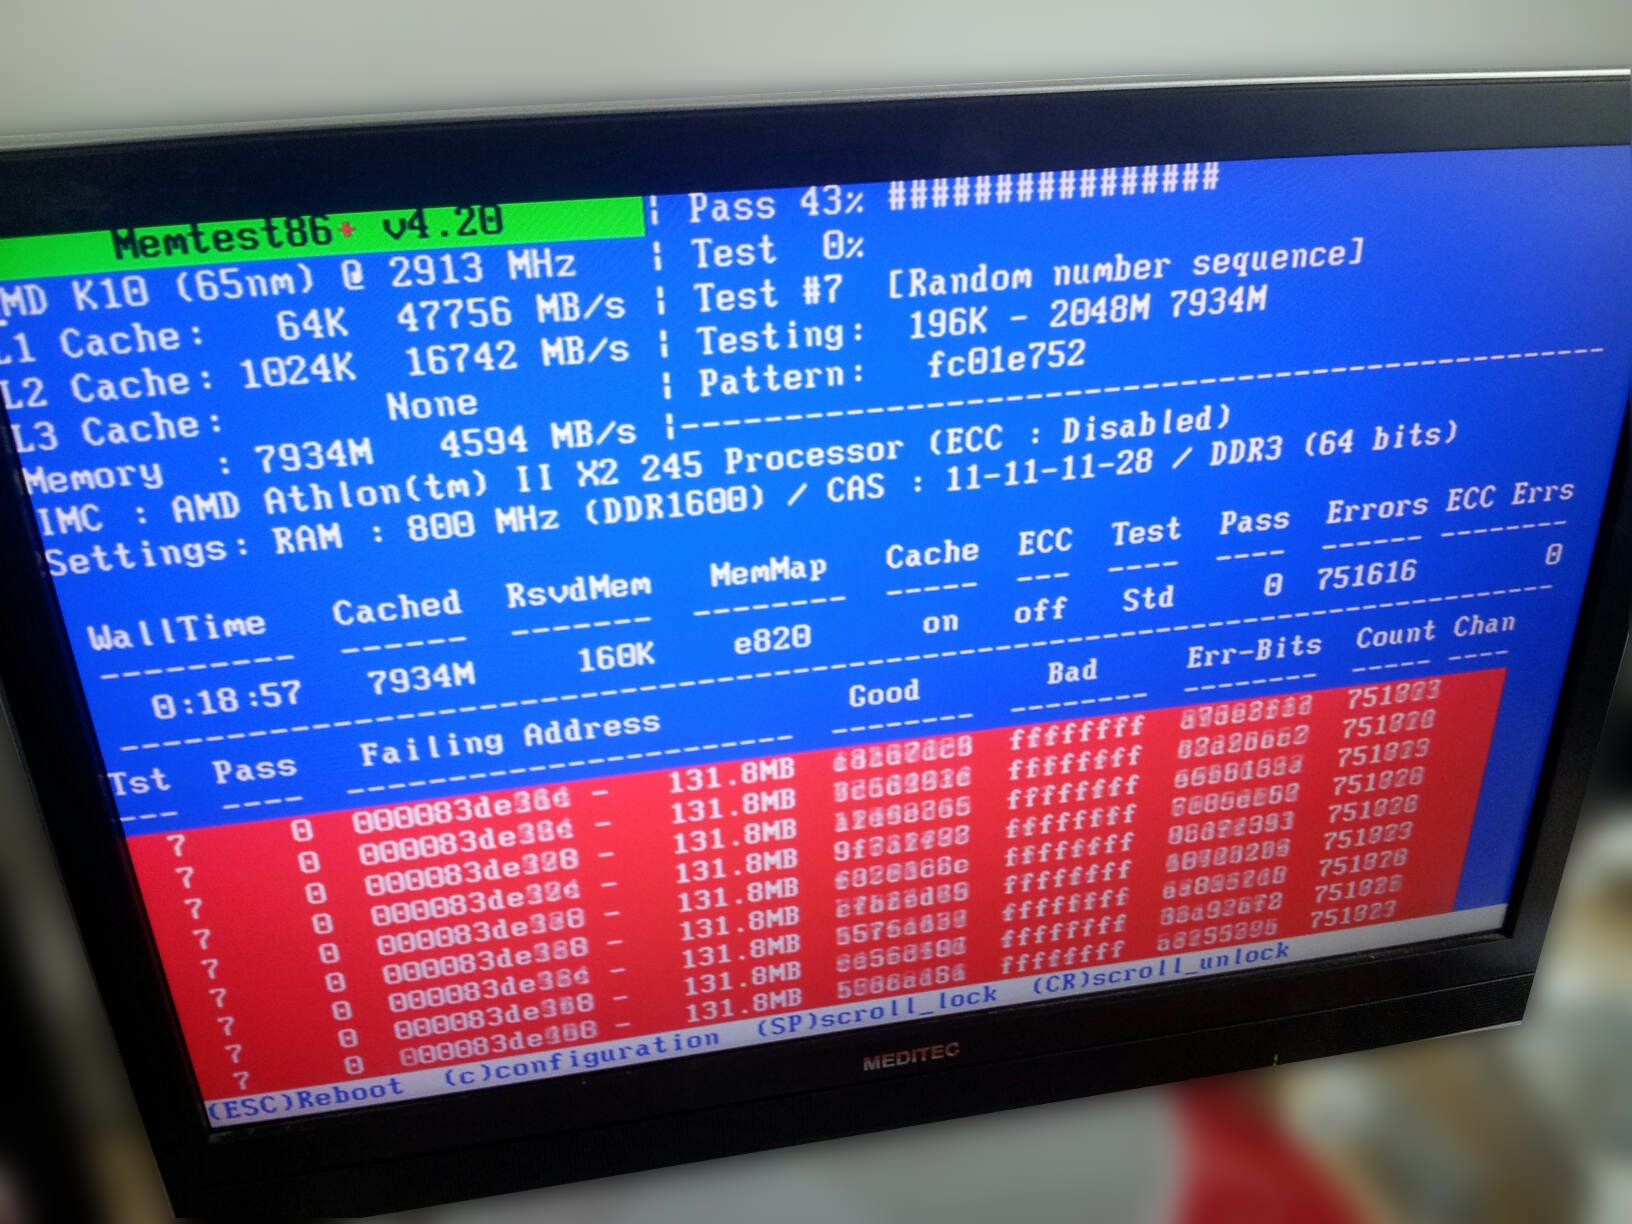 Memtest86+ v4.20 | Pass 43% ###############
MD K10 (65nm) @ 2913 MHz | Test 0%
L1 Cache: 64K 47756 MB/s | Test #7 [Random number sequence]
L2 Cache: 1024K 16742 MB/s | Testing: 196K - 2048M 7934M
L3 Cache: None | Pattern: fc01e752
Memory : 7934M 4594 MB/s |--------------------
IMC : AMD Athlon(tm) II X2 245 Processor (ECC : Disabled)
Settings: RAM : 800 MHz (DDR1600) / CAS : 11-11-11-28 / DDR3 (64 bits)
WallTime Cached RsvdMem MemMap Cache ECC Test Pass Errors ECC Errs
0:18:57 7934M 160K e820 on off Std 0 751616 0
Tst Pass Failing Address Good Bad Err-Bits Count Chan
7 0 - 131.8MB ffffffff
7 0 - 131.8MB ffffffff
7 0 - 131.8MB ffffffff
7 0 - 131.8MB ffffffff
7 0 - 131.8MB ffffffff
7 0 - 131.8MB ffffffff
7 0 - 131.8MB ffffffff
7 0 - 131.8MB ffffffff
7 0 - 131.8MB ffffffff
(ESC)Reboot (c)configuration (SP)scroll_lock (CR)scroll_unlock
MEDITEC